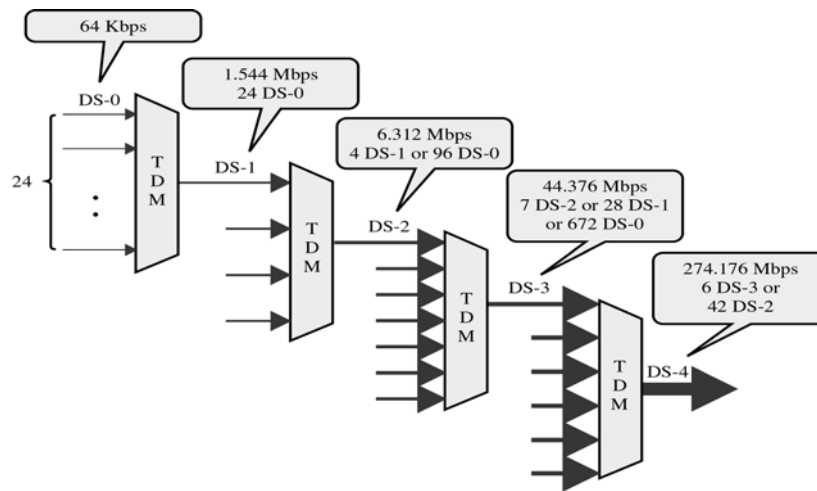 64 Kbps
DS-0
24
T
D
M
1.544 Mbps
24 DS-0
DS-1
T
D
M
6.312 Mbps
4 DS-1 or 96 DS-0
DS-2
T
D
M
44.376 Mbps
7 DS-2 or 28 DS-1
or 672 DS-0
DS-3
T
D
M
274.176 Mbps
6 DS-3 or
42 DS-2
DS-4